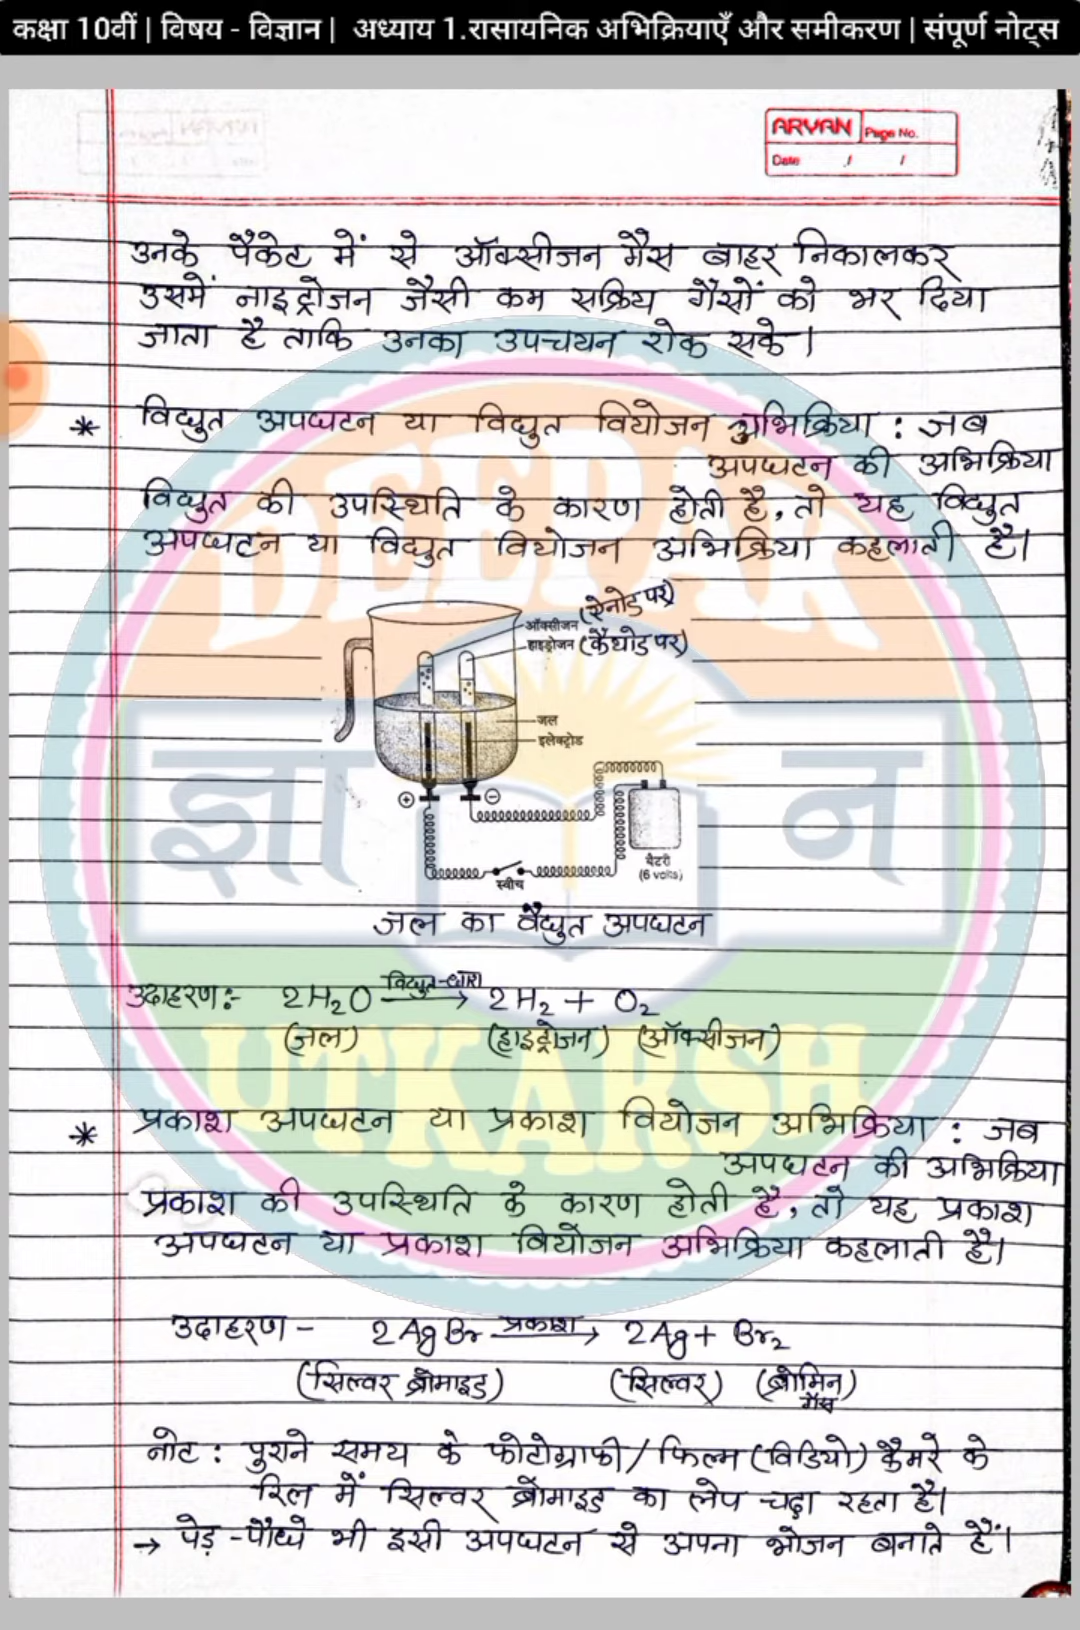 कक्षा 10वीं | विषय - विज्ञान | अध्याय 1.रासायनिक अभिक्रियाएँ और समीकरण | संपूर्ण नोट्स
ARYAN Page No.
Date / /
उनके पैकेट में से ऑक्सीजन गैस बाहर निकालकर
उसमें नाइट्रोजन जैसी कम सक्रिय गैसों को भर दिया
जाता है ताकि उनका उपचयन रोक सके।
* विद्युत अपघटन या विद्युत वियोजन अभिक्रिया : जब
अपघटन की अभिक्रिया
विद्युत की उपस्थिति के कारण होती है, तो यह विद्युत
अपघटन या विद्युत वियोजन अभिक्रिया कहलाती है।
ऑक्सीजन (ऐनोड पर)
हाइड्रोजन (कैथोड पर)
जल
इलेक्ट्रोड
+ −
बैटरी
(6 volts)
स्वीच
जल का वैद्युत अपघटन
उदाहरण:- 2H₂O विद्युत-धारा → 2H₂ + O₂
(जल) (हाइड्रोजन) (ऑक्सीजन)
* प्रकाश अपघटन या प्रकाश वियोजन अभिक्रिया : जब
अपघटन की अभिक्रिया
प्रकाश की उपस्थिति के कारण होती है, तो यह प्रकाश
अपघटन या प्रकाश वियोजन अभिक्रिया कहलाती है।
उदाहरण - 2AgBr प्रकाश → 2Ag + Br₂
(सिल्वर ब्रोमाइड) (सिल्वर) (ब्रोमिन)
गैस
नोट : पुराने समय के फोटोग्राफी/फिल्म (विडियो) कैमरे के
रिल में सिल्वर ब्रोमाइड का लेप चढ़ा रहता है।
→ पेड़-पौधे भी इसी अपघटन से अपना भोजन बनाते हैं।
DEEPAK
ज्ञान
UTKARSH